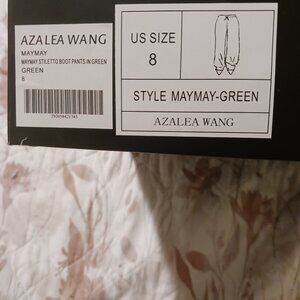 AZALEA WANG
MAYMAY
MAYMAY STILETTO BOOT PANTS IN GREEN
GREEN
8
US SIZE
8
STYLE MAYMAY-GREEN
AZALEA WANG